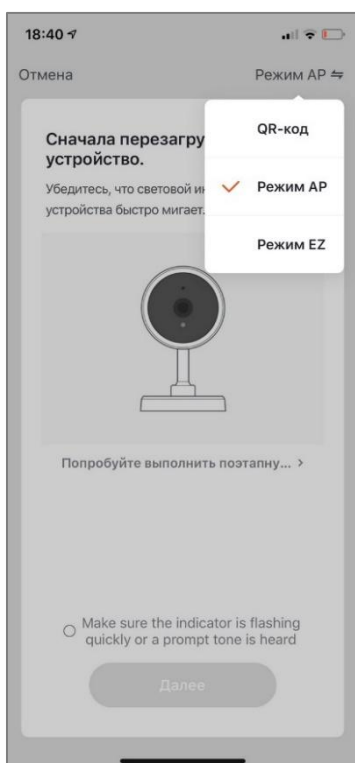 18:40
Отмена
Режим AP
QR-код
Режим AP
Режим EZ
Сначала перезагру
устройство.
Убедитесь, что световой ин
устройства быстро мигает.
Попробуйте выполнить поэтапну... >
Make sure the indicator is flashing
quickly or a prompt tone is heard
Далее